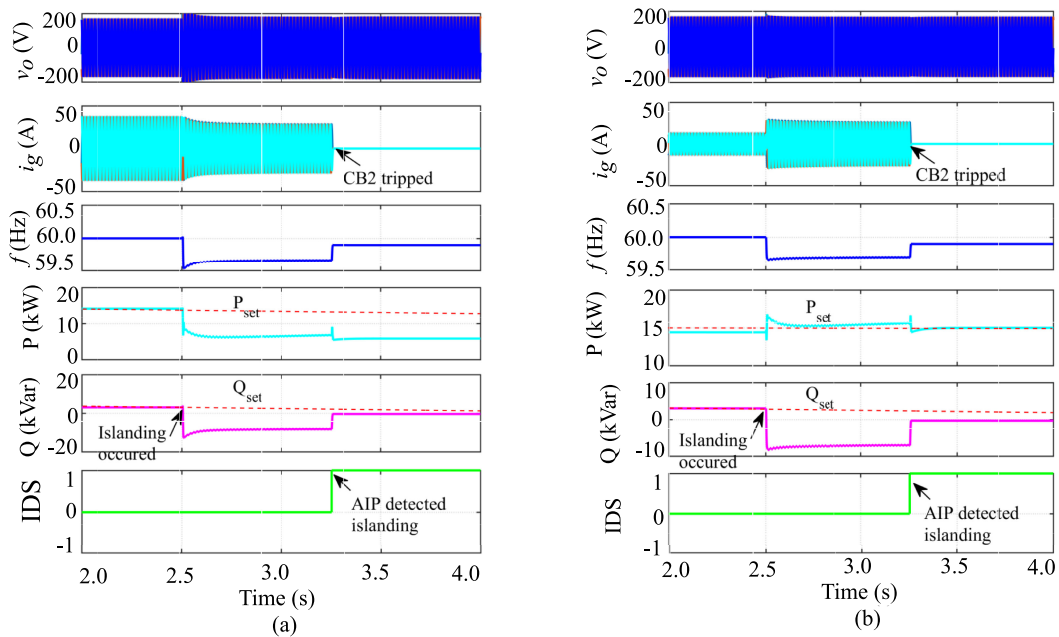 200
0
-200
v_o (V)
50
0
-50
i_g (A)
CB2 tripped
60.5
60.0
59.5
f (Hz)
20
10
0
P (kW)
P_set
20
0
-20
Q (kVar)
Q_set
Islanding
occured
1
0
-1
IDS
AIP detected
islanding
2.0 2.5 3.0 3.5 4.0
Time (s)
(a)
200
0
-200
v_o (V)
50
0
-50
i_g (A)
CB2 tripped
60.5
60.0
59.5
f (Hz)
20
15
10
P (kW)
P_set
10
0
-10
Q (kVar)
Q_set
Islanding
occured
1
0
-1
IDS
AIP detected
islanding
2.0 2.5 3.0 3.5 4.0
Time (s)
(b)